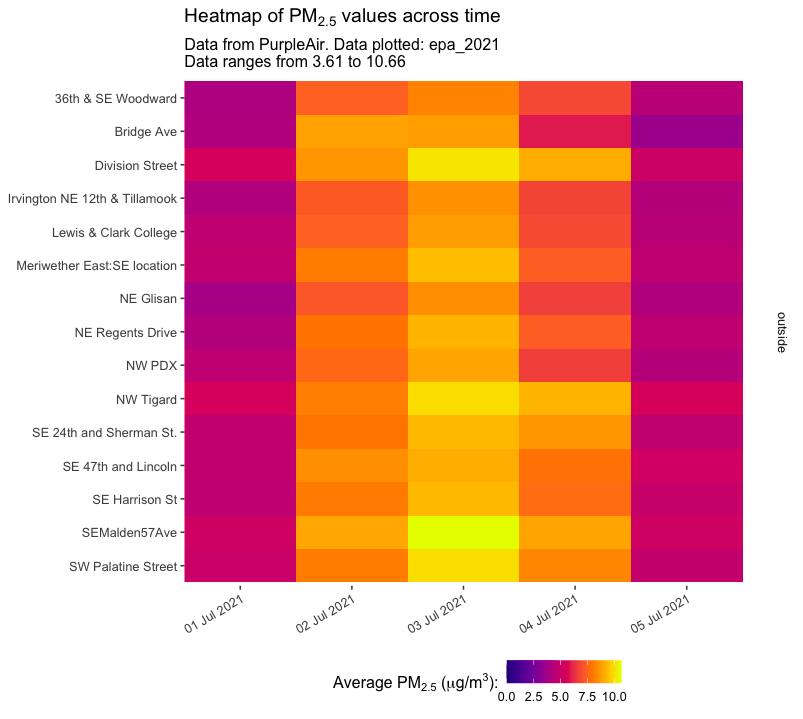 Heatmap of PM2.5 values across time
Data from PurpleAir. Data plotted: epa_2021
Data ranges from 3.61 to 10.66
36th & SE Woodward
Bridge Ave
Division Street
Irvington NE 12th & Tillamook
Lewis & Clark College
Meriwether East:SE location
NE Glisan
NE Regents Drive
NW PDX
NW Tigard
SE 24th and Sherman St.
SE 47th and Lincoln
SE Harrison St
SEMalden57Ave
SW Palatine Street
outside
01 Jul 2021
02 Jul 2021
03 Jul 2021
04 Jul 2021
05 Jul 2021
Average PM2.5 (μg/m³):
0.0 2.5 5.0 7.5 10.0